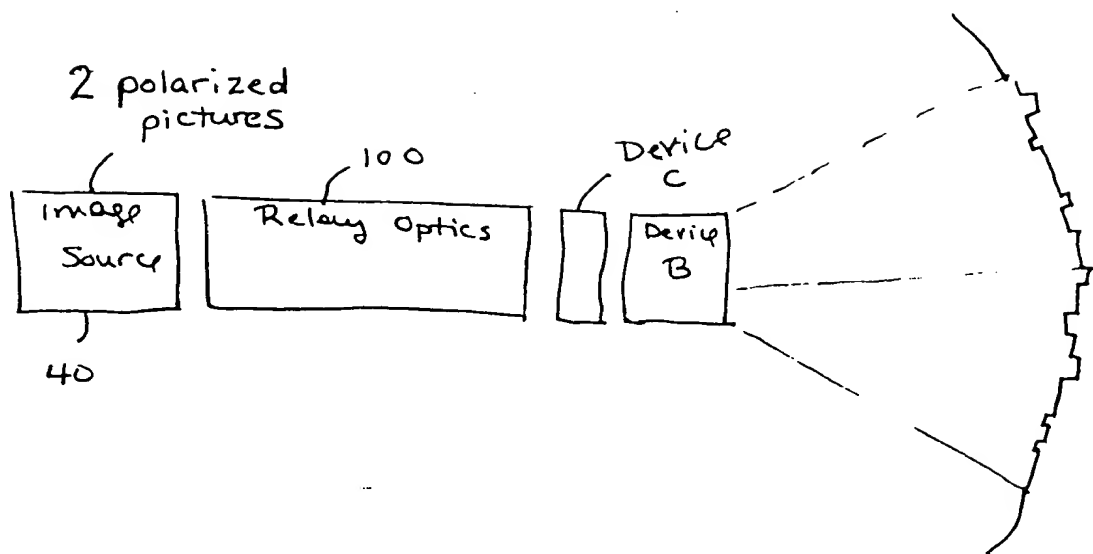 2 polarized
pictures
100
Device
C
Image
Source
Relay Optics
Device
B
40